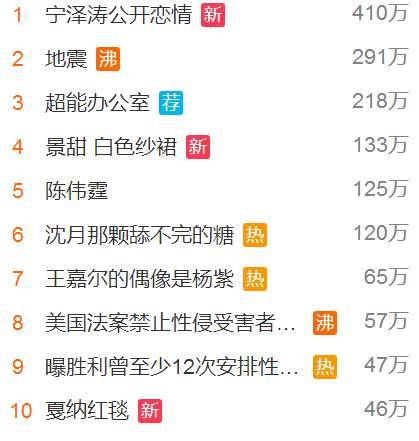 1 宁泽涛公开恋情 新 410万
2 地震 沸 291万
3 超能办公室 荐 218万
4 景甜 白色纱裙 新 133万
5 陈伟霆 125万
6 沈月那颗舔不完的糖 热 120万
7 王嘉尔的偶像是杨紫 热 65万
8 美国法案禁止性侵受害者... 沸 57万
9 曝胜利曾至少12次安排性... 热 47万
10 戛纳红毯 新 46万